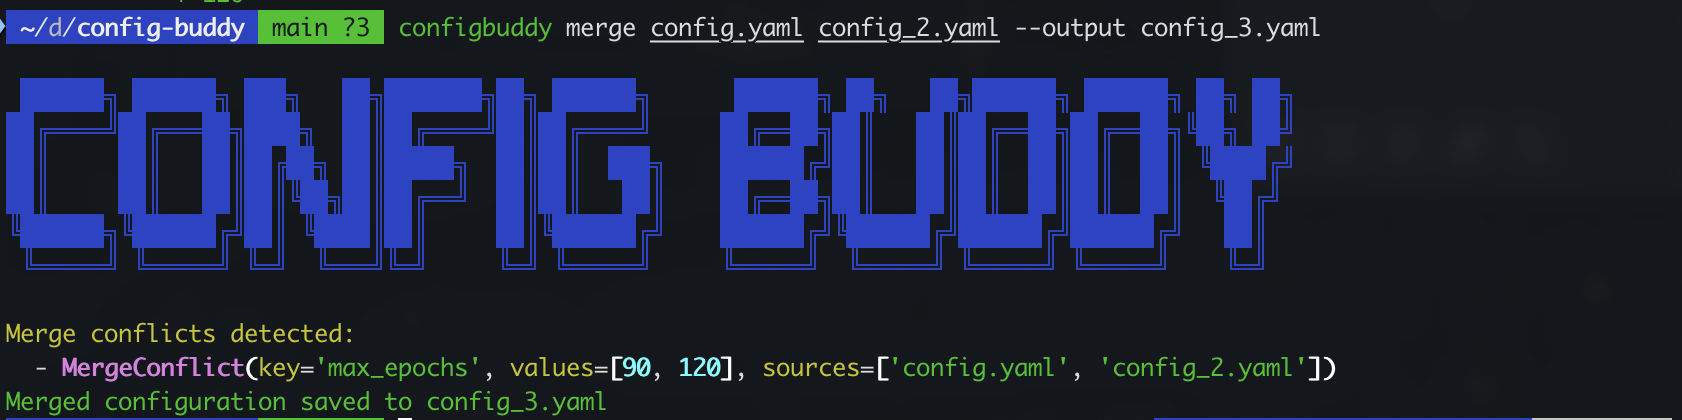 ~/d/config-buddy main ?3 configbuddy merge config.yaml config_2.yaml --output config_3.yaml
CONFIG BUDDY
Merge conflicts detected:
- MergeConflict(key='max_epochs', values=[90, 120], sources=['config.yaml', 'config_2.yaml'])
Merged configuration saved to config_3.yaml